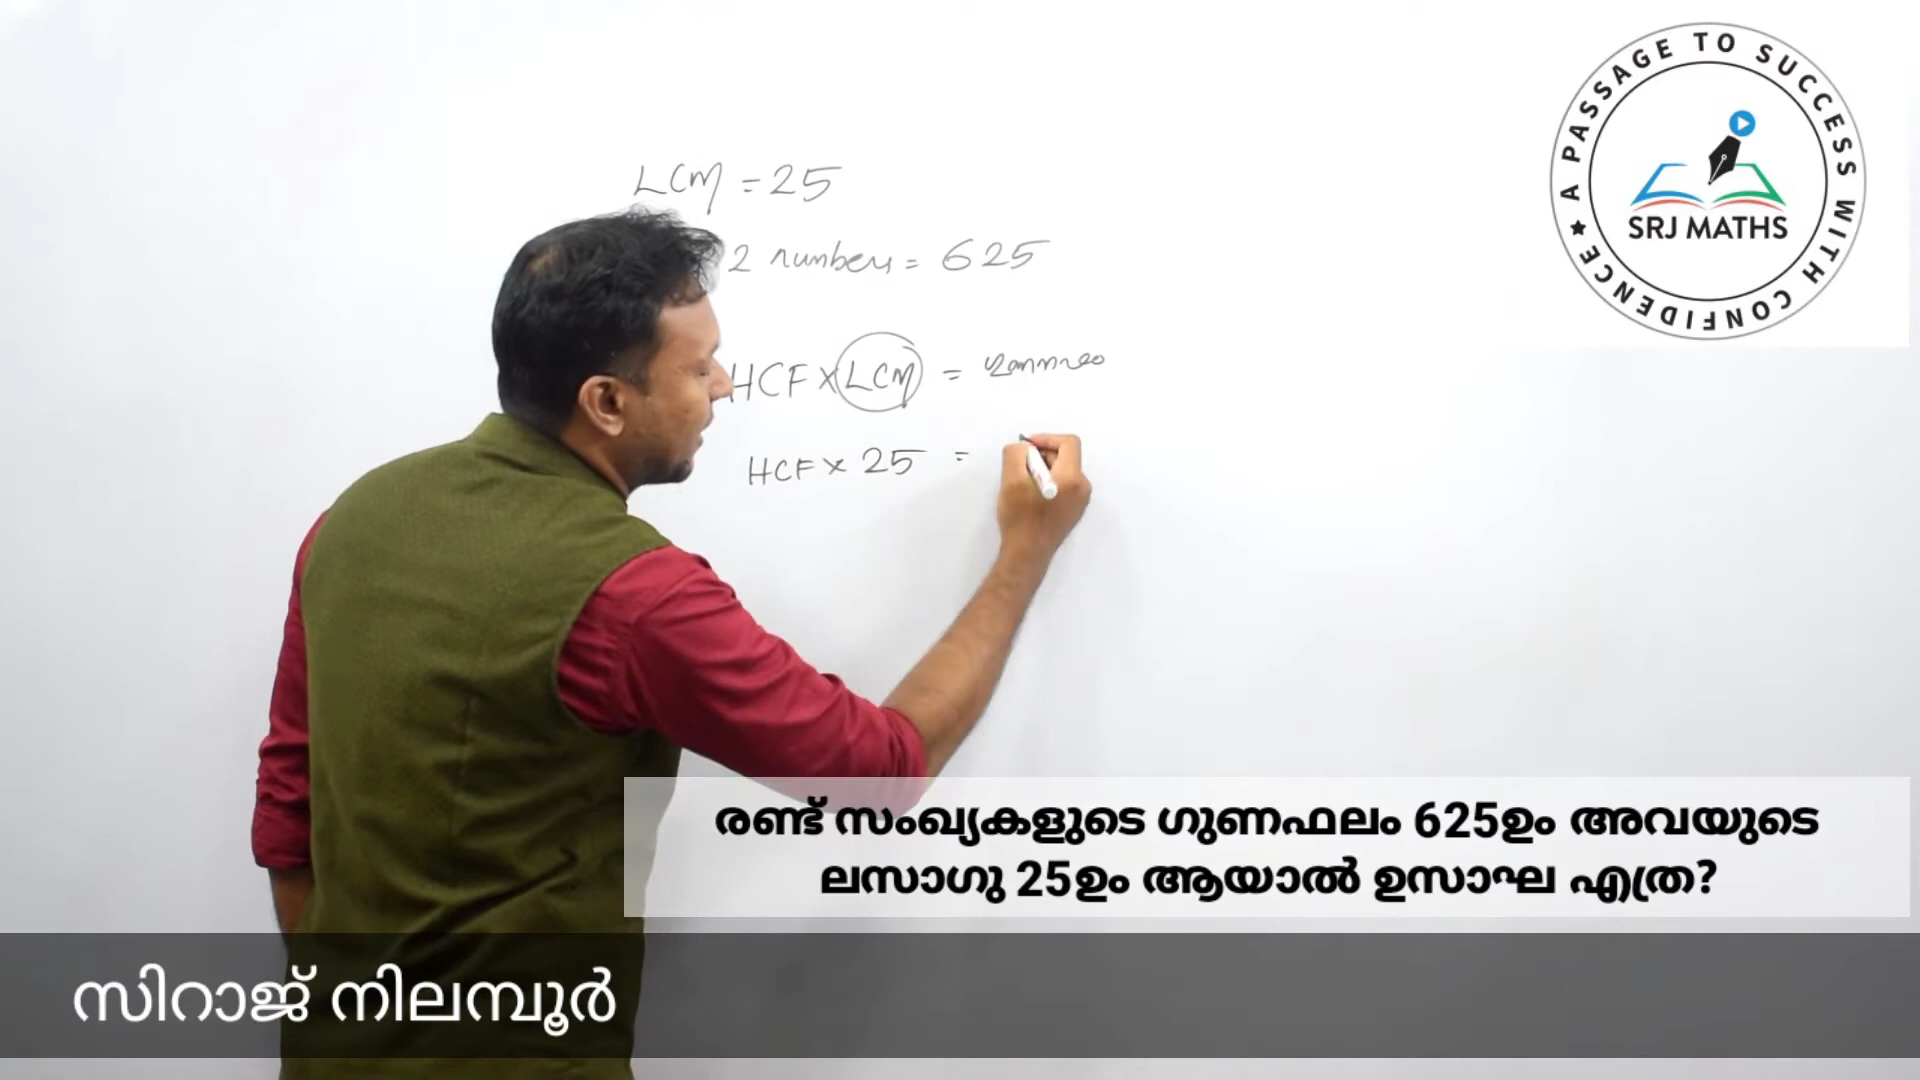 LCM = 25
2 numbers = 625
HCF × LCM = ഗുണനഫലം
HCF × 25 =
A PASSAGE TO SUCCESS WITH CONFIDENCE
SRJ MATHS
രണ്ട് സംഖ്യകളുടെ ഗുണഫലം 625ഉം അവയുടെ
ലസാഗു 25ഉം ആയാൽ ഉസാഘ എത്ര?
സിറാജ് നിലമ്പൂർ